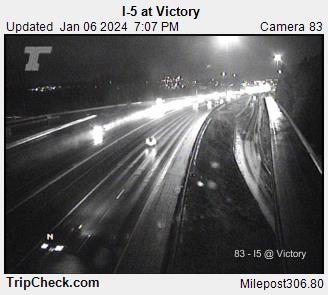 I-5 at Victory
Updated Jan 06 2024 7:07 PM Camera 83
N
83 - I5 @ Victory
TripCheck.com Milepost306.80